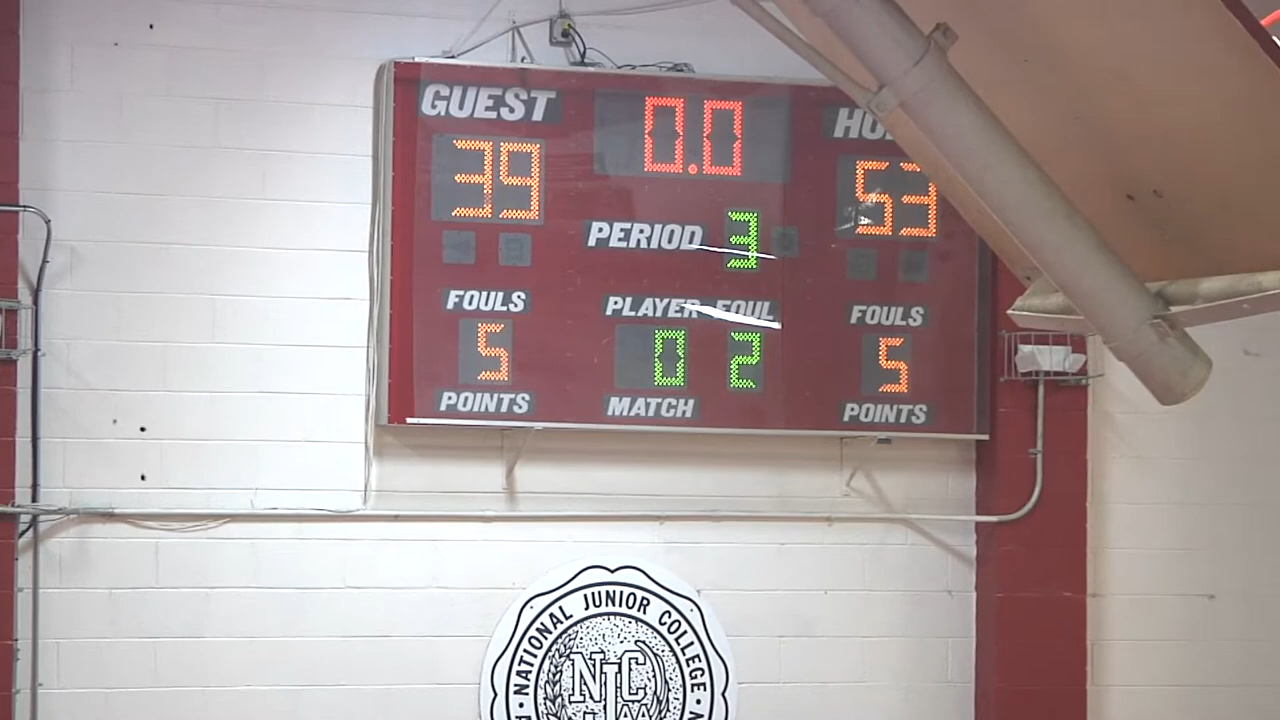 GUEST 0.0
39 53
PERIOD 3
FOULS PLAYER FOUL FOULS
5 0 2 5
POINTS MATCH POINTS
NATIONAL JUNIOR COLLEGE
NJC
AA